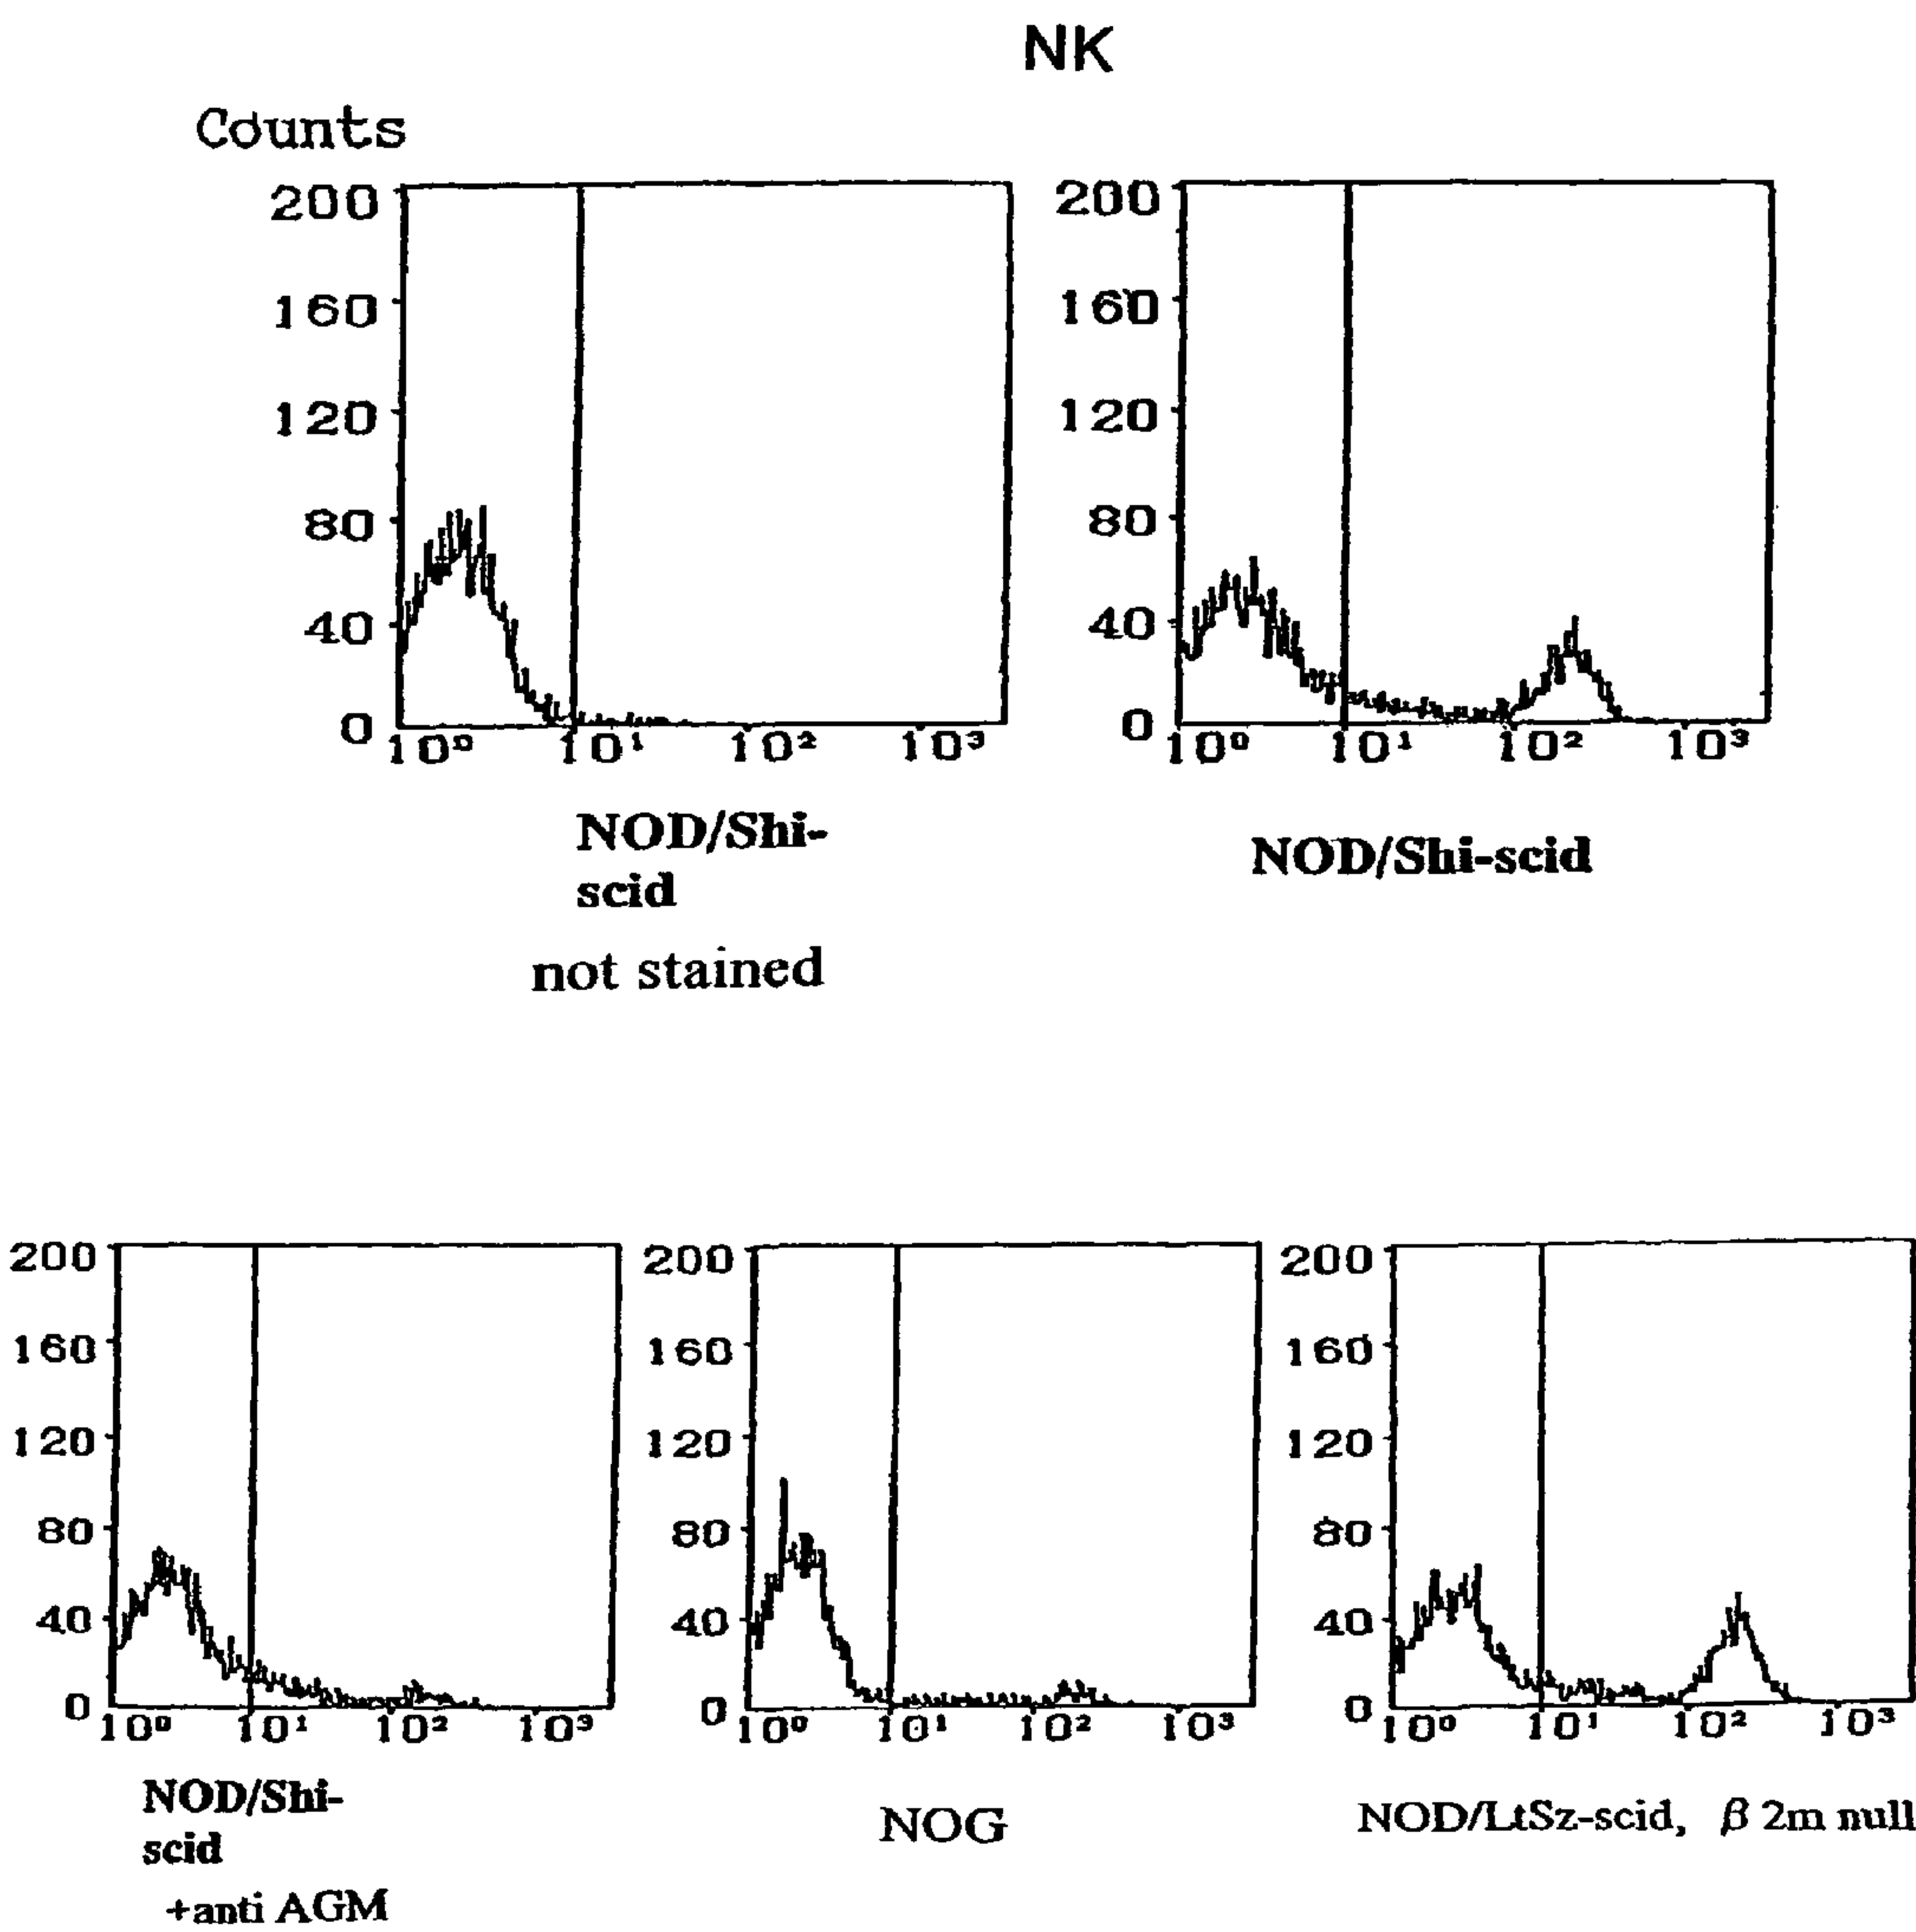 NK
Counts
200
160
120
80
40
0
10⁰ 10¹ 10² 10³
NOD/Shi-
scid
not stained
200
160
120
80
40
0
10⁰ 10¹ 10² 10³
NOD/Shi-scid
200
160
120
80
40
0
10⁰ 10¹ 10² 10³
NOD/Shi-
scid
+anti AGM
200
160
120
80
40
0
10⁰ 10¹ 10² 10³
NOG
200
160
120
80
40
0
10⁰ 10¹ 10² 10³
NOD/LtSz-scid, β 2m null